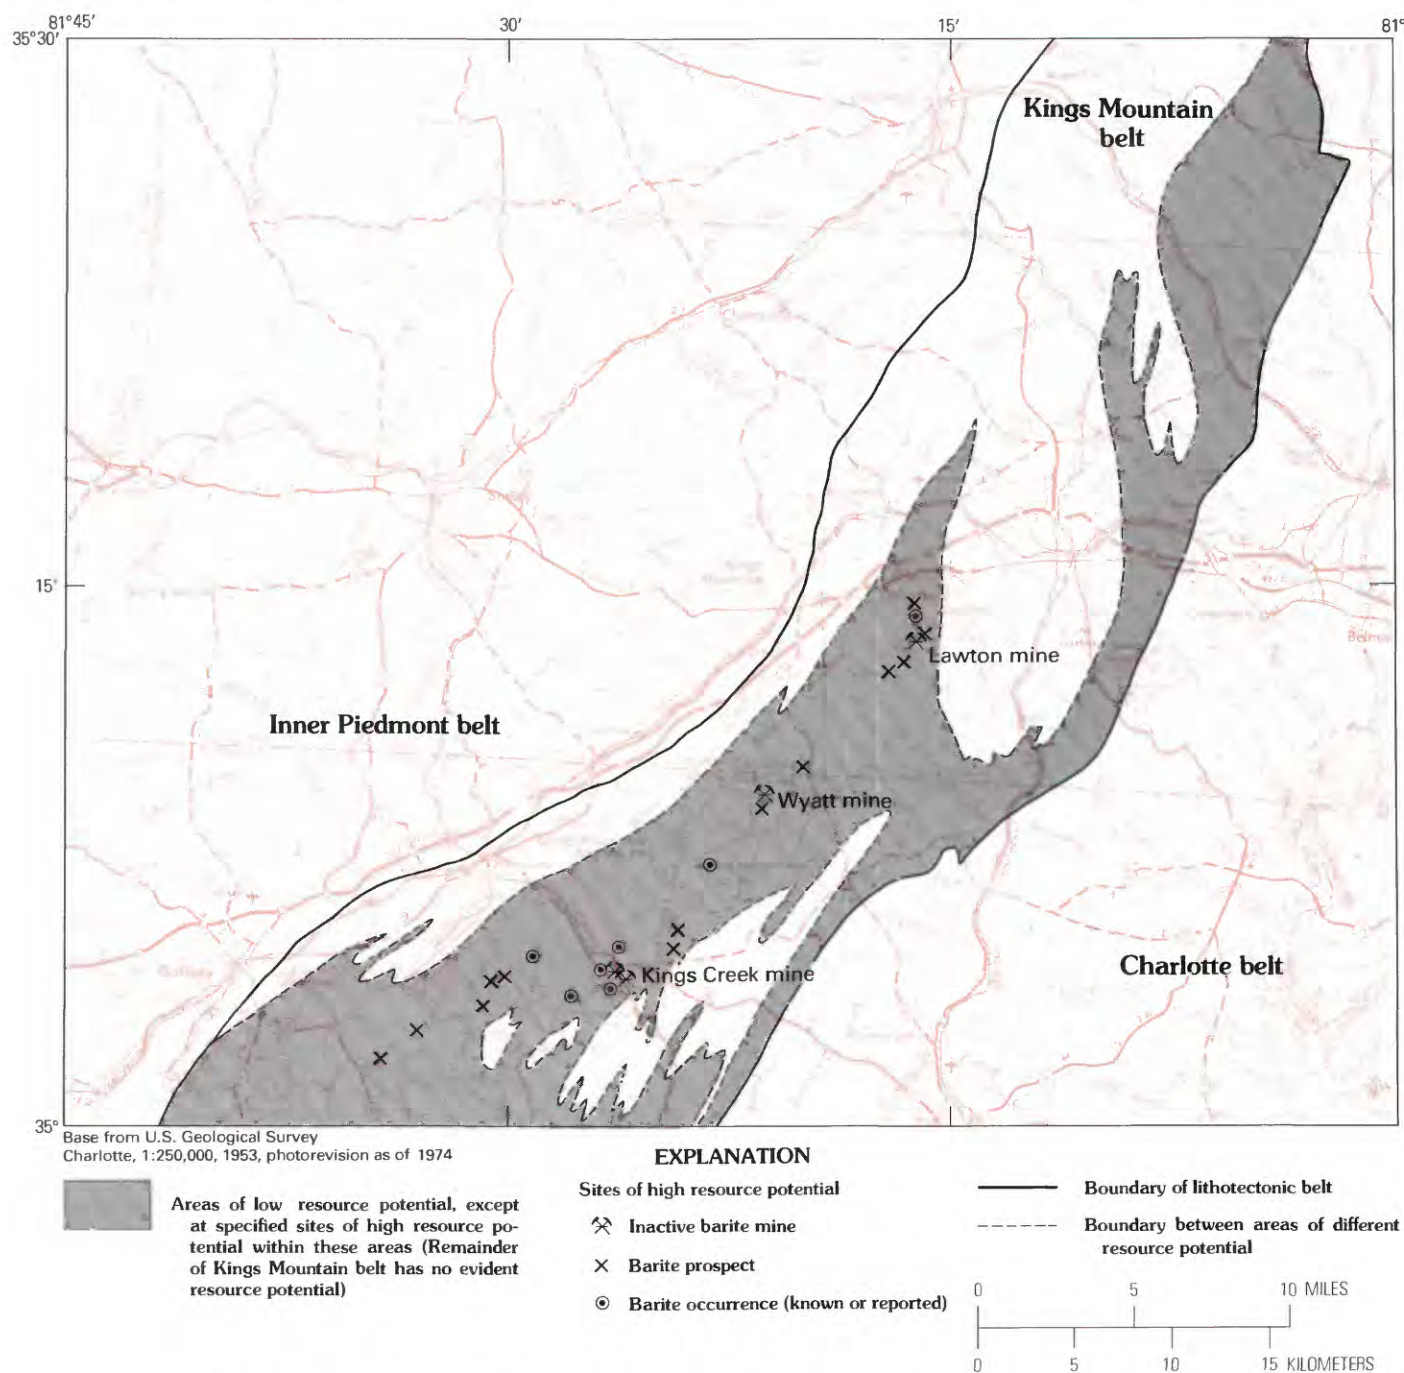 81°45′ 30′ 15′ 81°
35°30′
Kings Mountain
belt
15′
Lawton mine
Inner Piedmont belt
Wyatt mine
Charlotte belt
Kings Creek mine
35°
Base from U.S. Geological Survey
Charlotte, 1:250,000, 1953, photorevision as of 1974
Areas of low resource potential, except
at specified sites of high resource po-
tential within these areas (Remainder
of Kings Mountain belt has no evident
resource potential)
EXPLANATION
Sites of high resource potential
Inactive barite mine
Barite prospect
Barite occurrence (known or reported)
Boundary of lithotectonic belt
Boundary between areas of different
resource potential
0 5 10 MILES
0 5 10 15 KILOMETERS